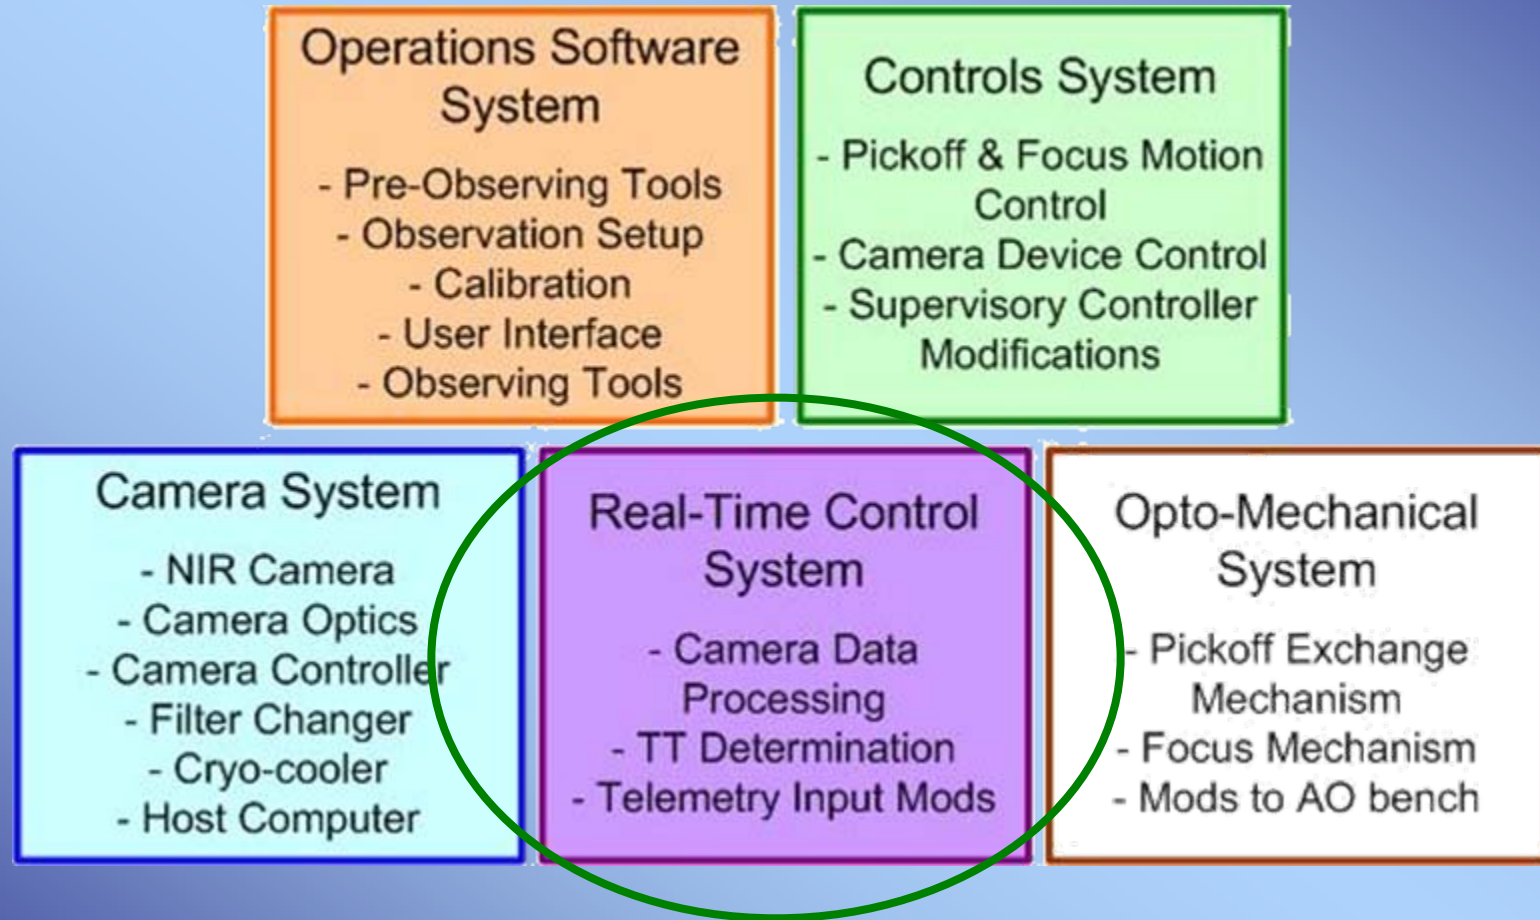 Operations Software
System
- Pre-Observing Tools
- Observation Setup
- Calibration
- User Interface
- Observing Tools
Controls System
- Pickoff & Focus Motion
Control
- Camera Device Control
- Supervisory Controller
Modifications
Camera System
- NIR Camera
- Camera Optics
- Camera Controller
- Filter Changer
- Cryo-cooler
- Host Computer
Real-Time Control
System
- Camera Data
Processing
- TT Determination
- Telemetry Input Mods
Opto-Mechanical
System
- Pickoff Exchange
Mechanism
- Focus Mechanism
- Mods to AO bench